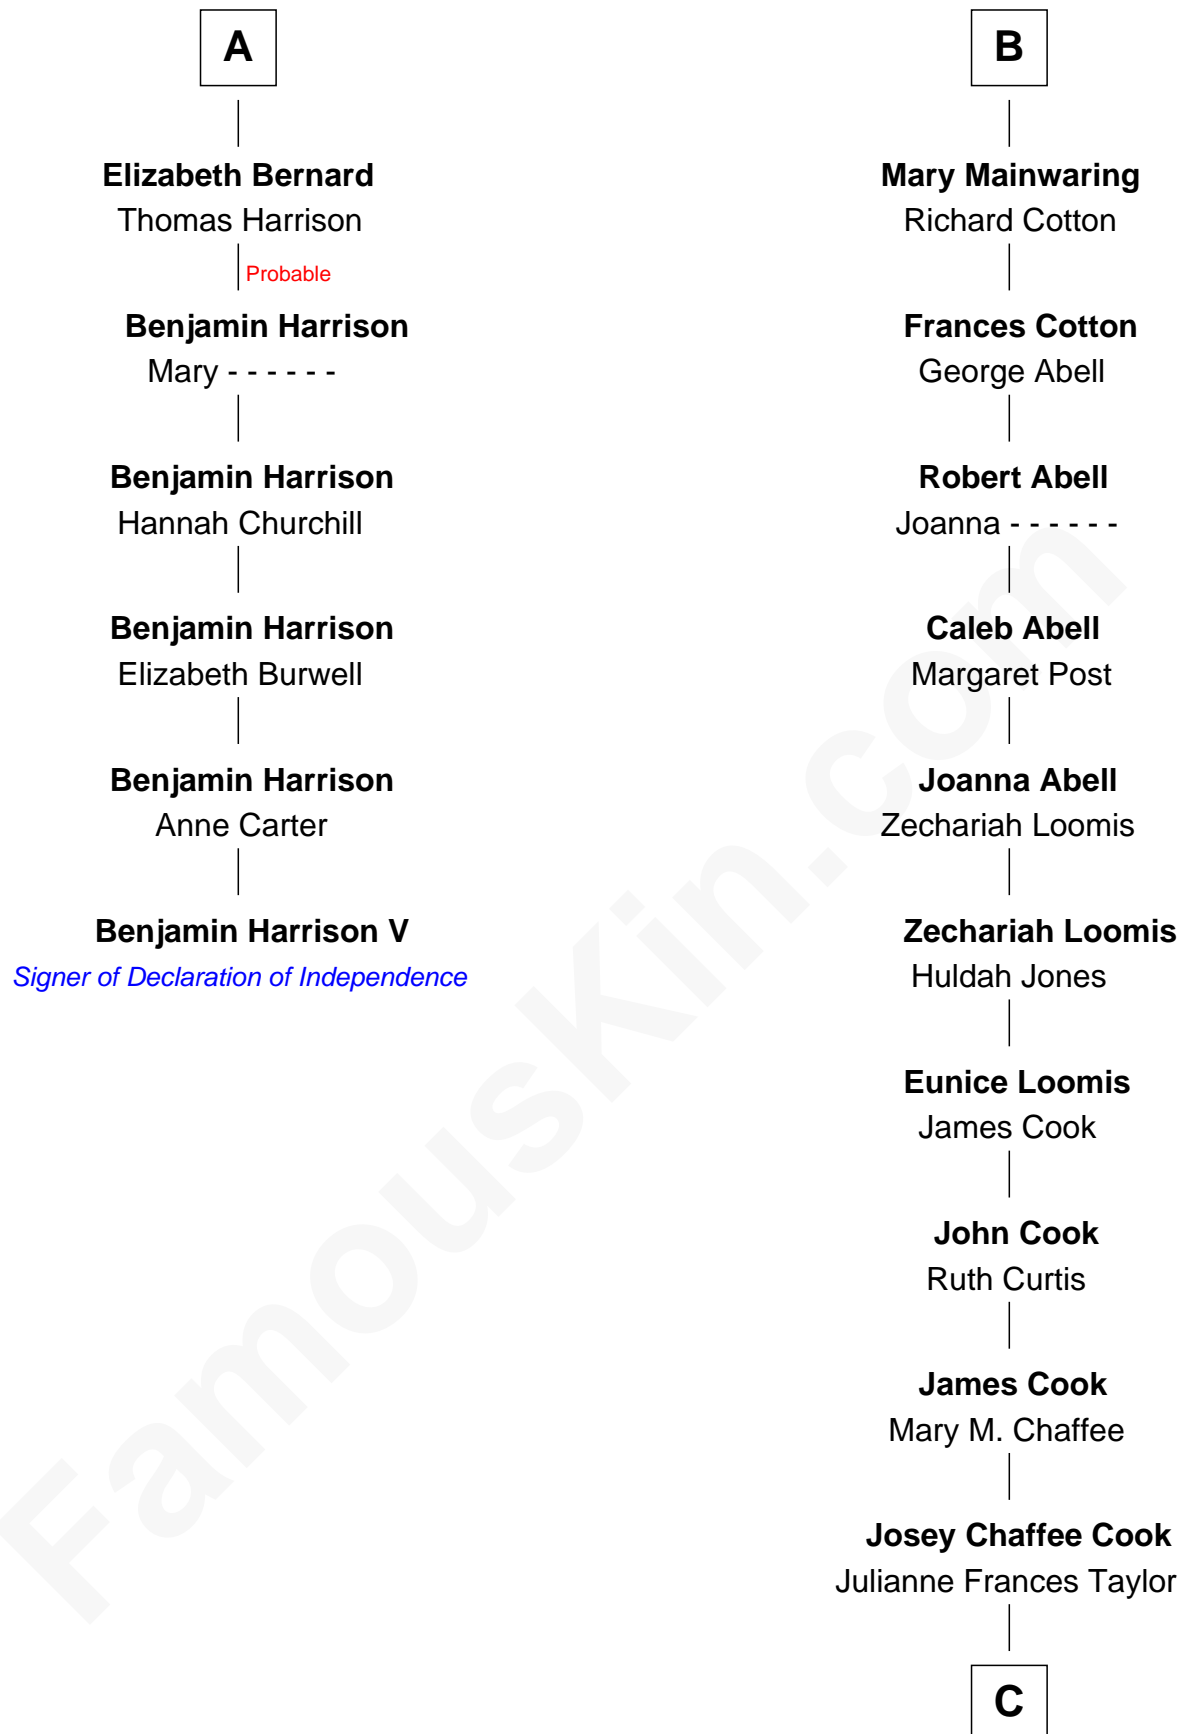 A
Elizabeth Bernard
Thomas Harrison
Probable
Benjamin Harrison
Mary - - - - - -
Benjamin Harrison
Hannah Churchill
Benjamin Harrison
Elizabeth Burwell
Benjamin Harrison
Anne Carter
Benjamin Harrison V
Signer of Declaration of Independence
B
Mary Mainwaring
Richard Cotton
Frances Cotton
George Abell
Robert Abell
Joanna - - - - - -
Caleb Abell
Margaret Post
Joanna Abell
Zechariah Loomis
Zechariah Loomis
Huldah Jones
Eunice Loomis
James Cook
John Cook
Ruth Curtis
James Cook
Mary M. Chaffee
Josey Chaffee Cook
Julianne Frances Taylor
C
FamousKin.com